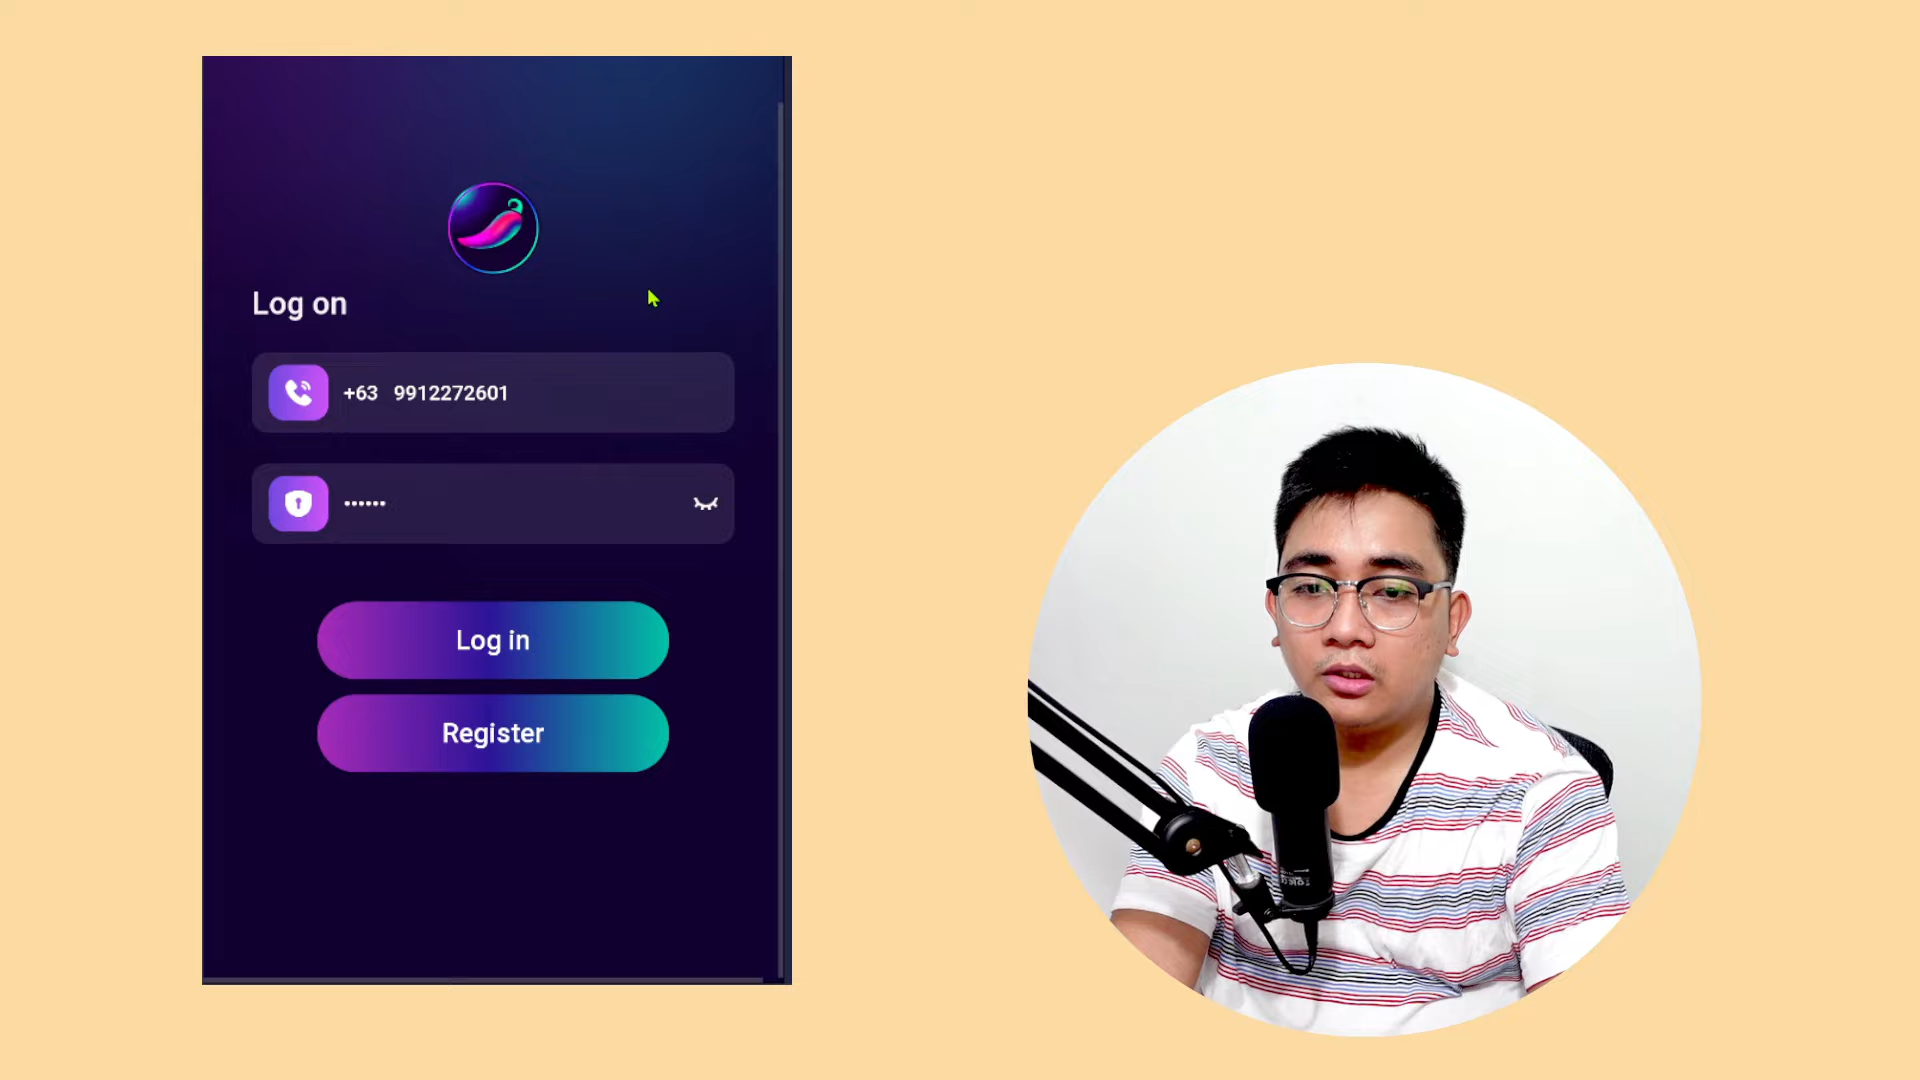 Log on
+63 9912272601
••••••
Log in
Register